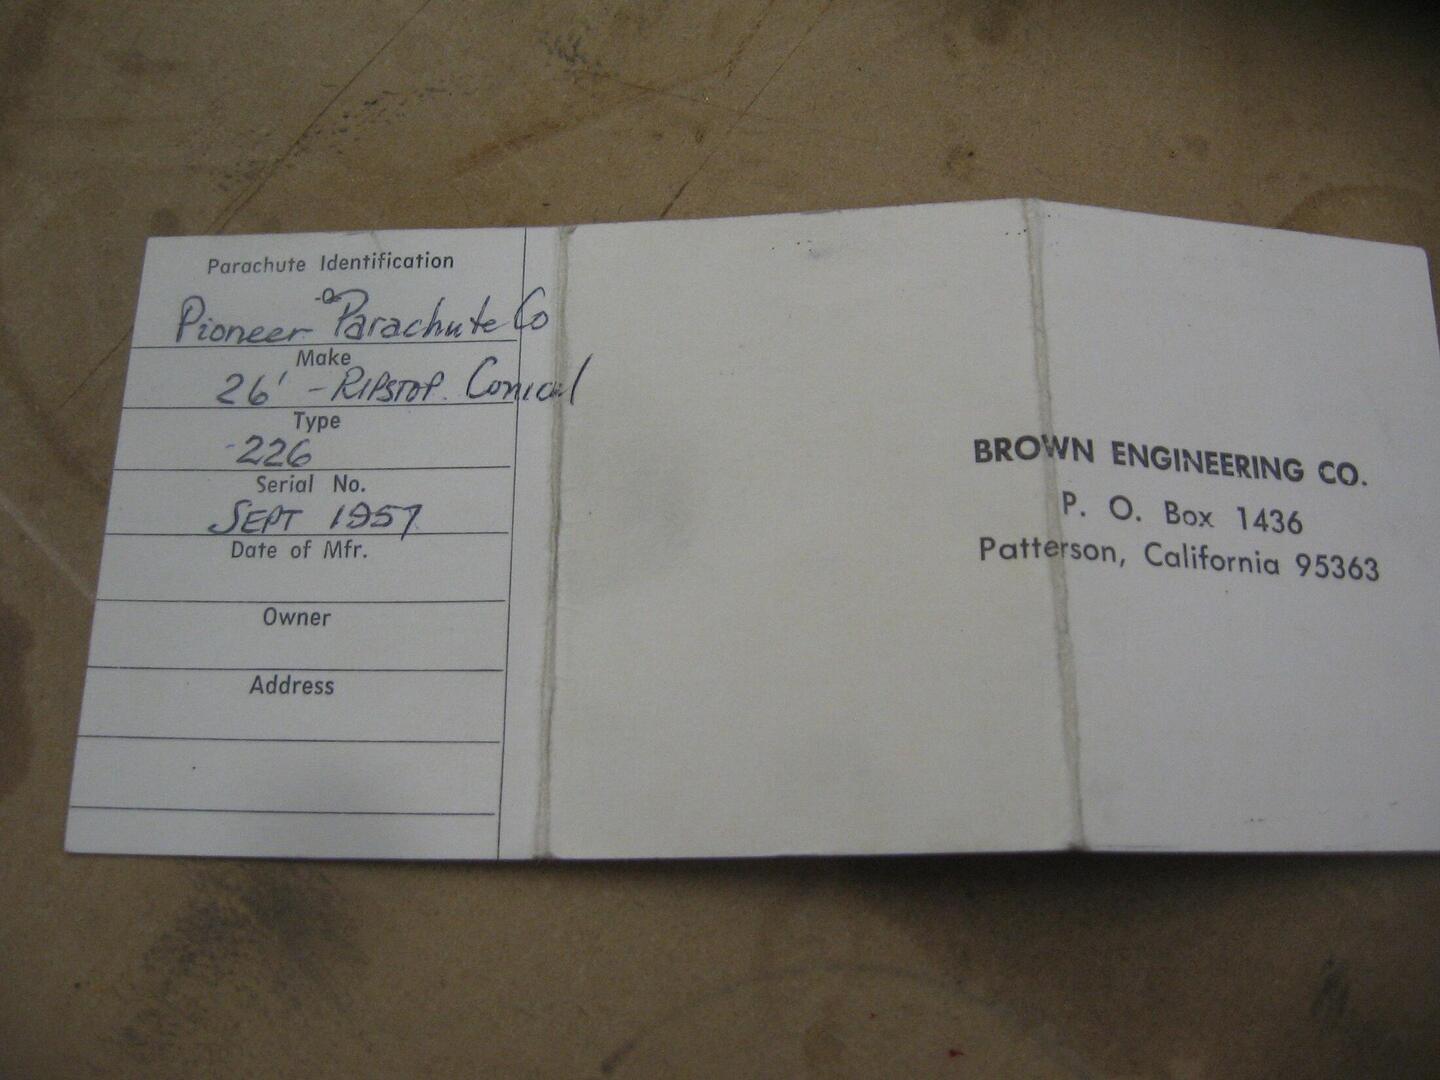 Parachute Identification
Pioneer Parachute Co
Make
26' - RIPSTOP. Conical
Type
226
Serial No.
SEPT 1957
Date of Mfr.
Owner
Address
BROWN ENGINEERING CO.
P. O. Box 1436
Patterson, California 95363